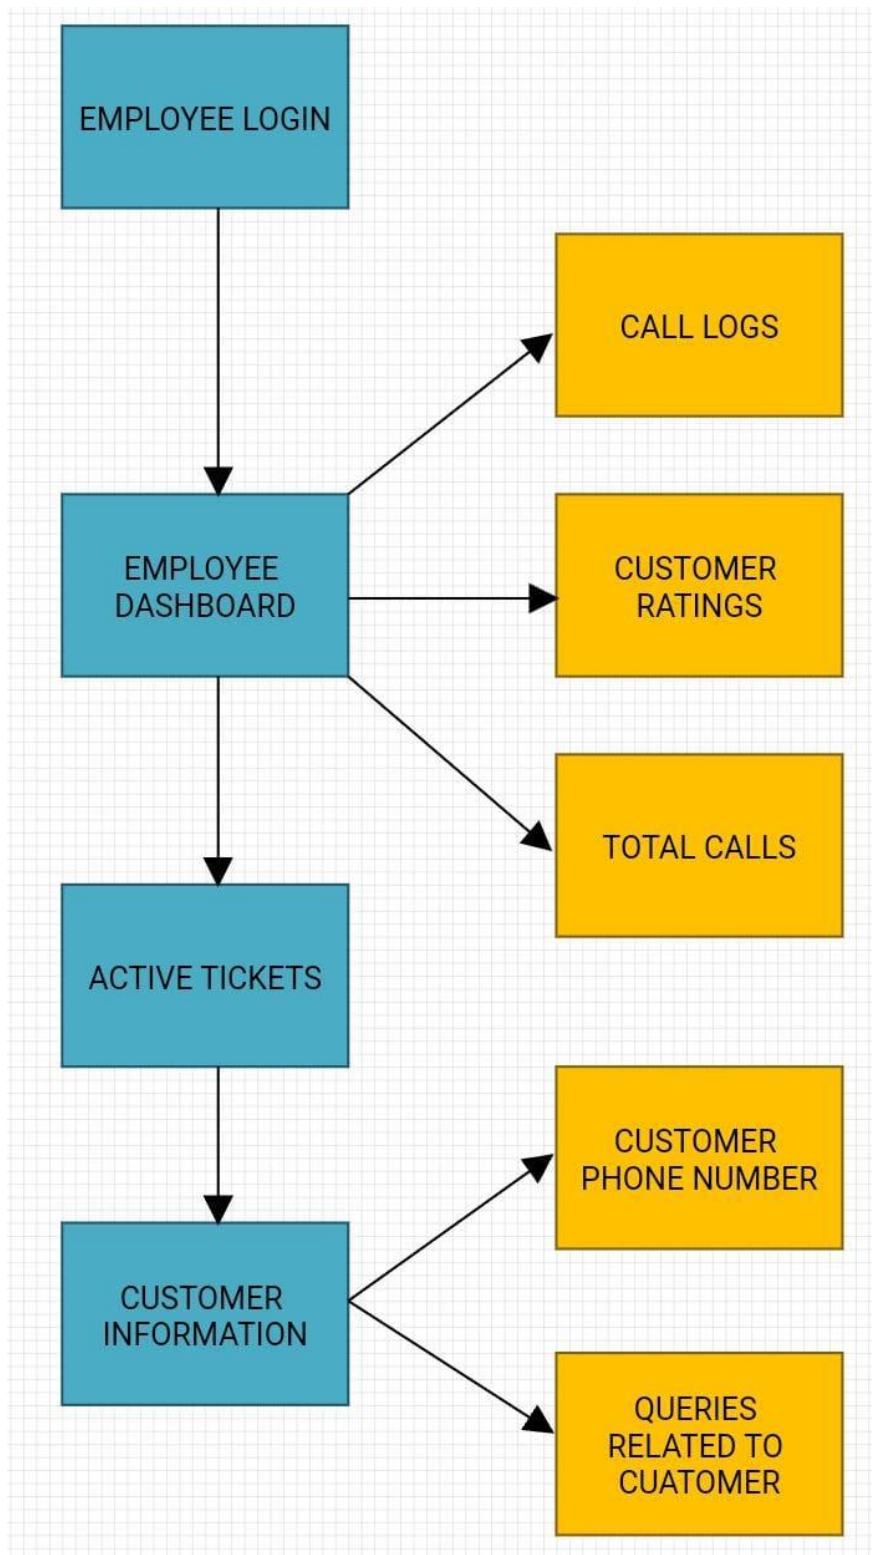 EMPLOYEE LOGIN
CALL LOGS
EMPLOYEE
DASHBOARD
CUSTOMER
RATINGS
TOTAL CALLS
ACTIVE TICKETS
CUSTOMER
PHONE NUMBER
CUSTOMER
INFORMATION
QUERIES
RELATED TO
CUATOMER